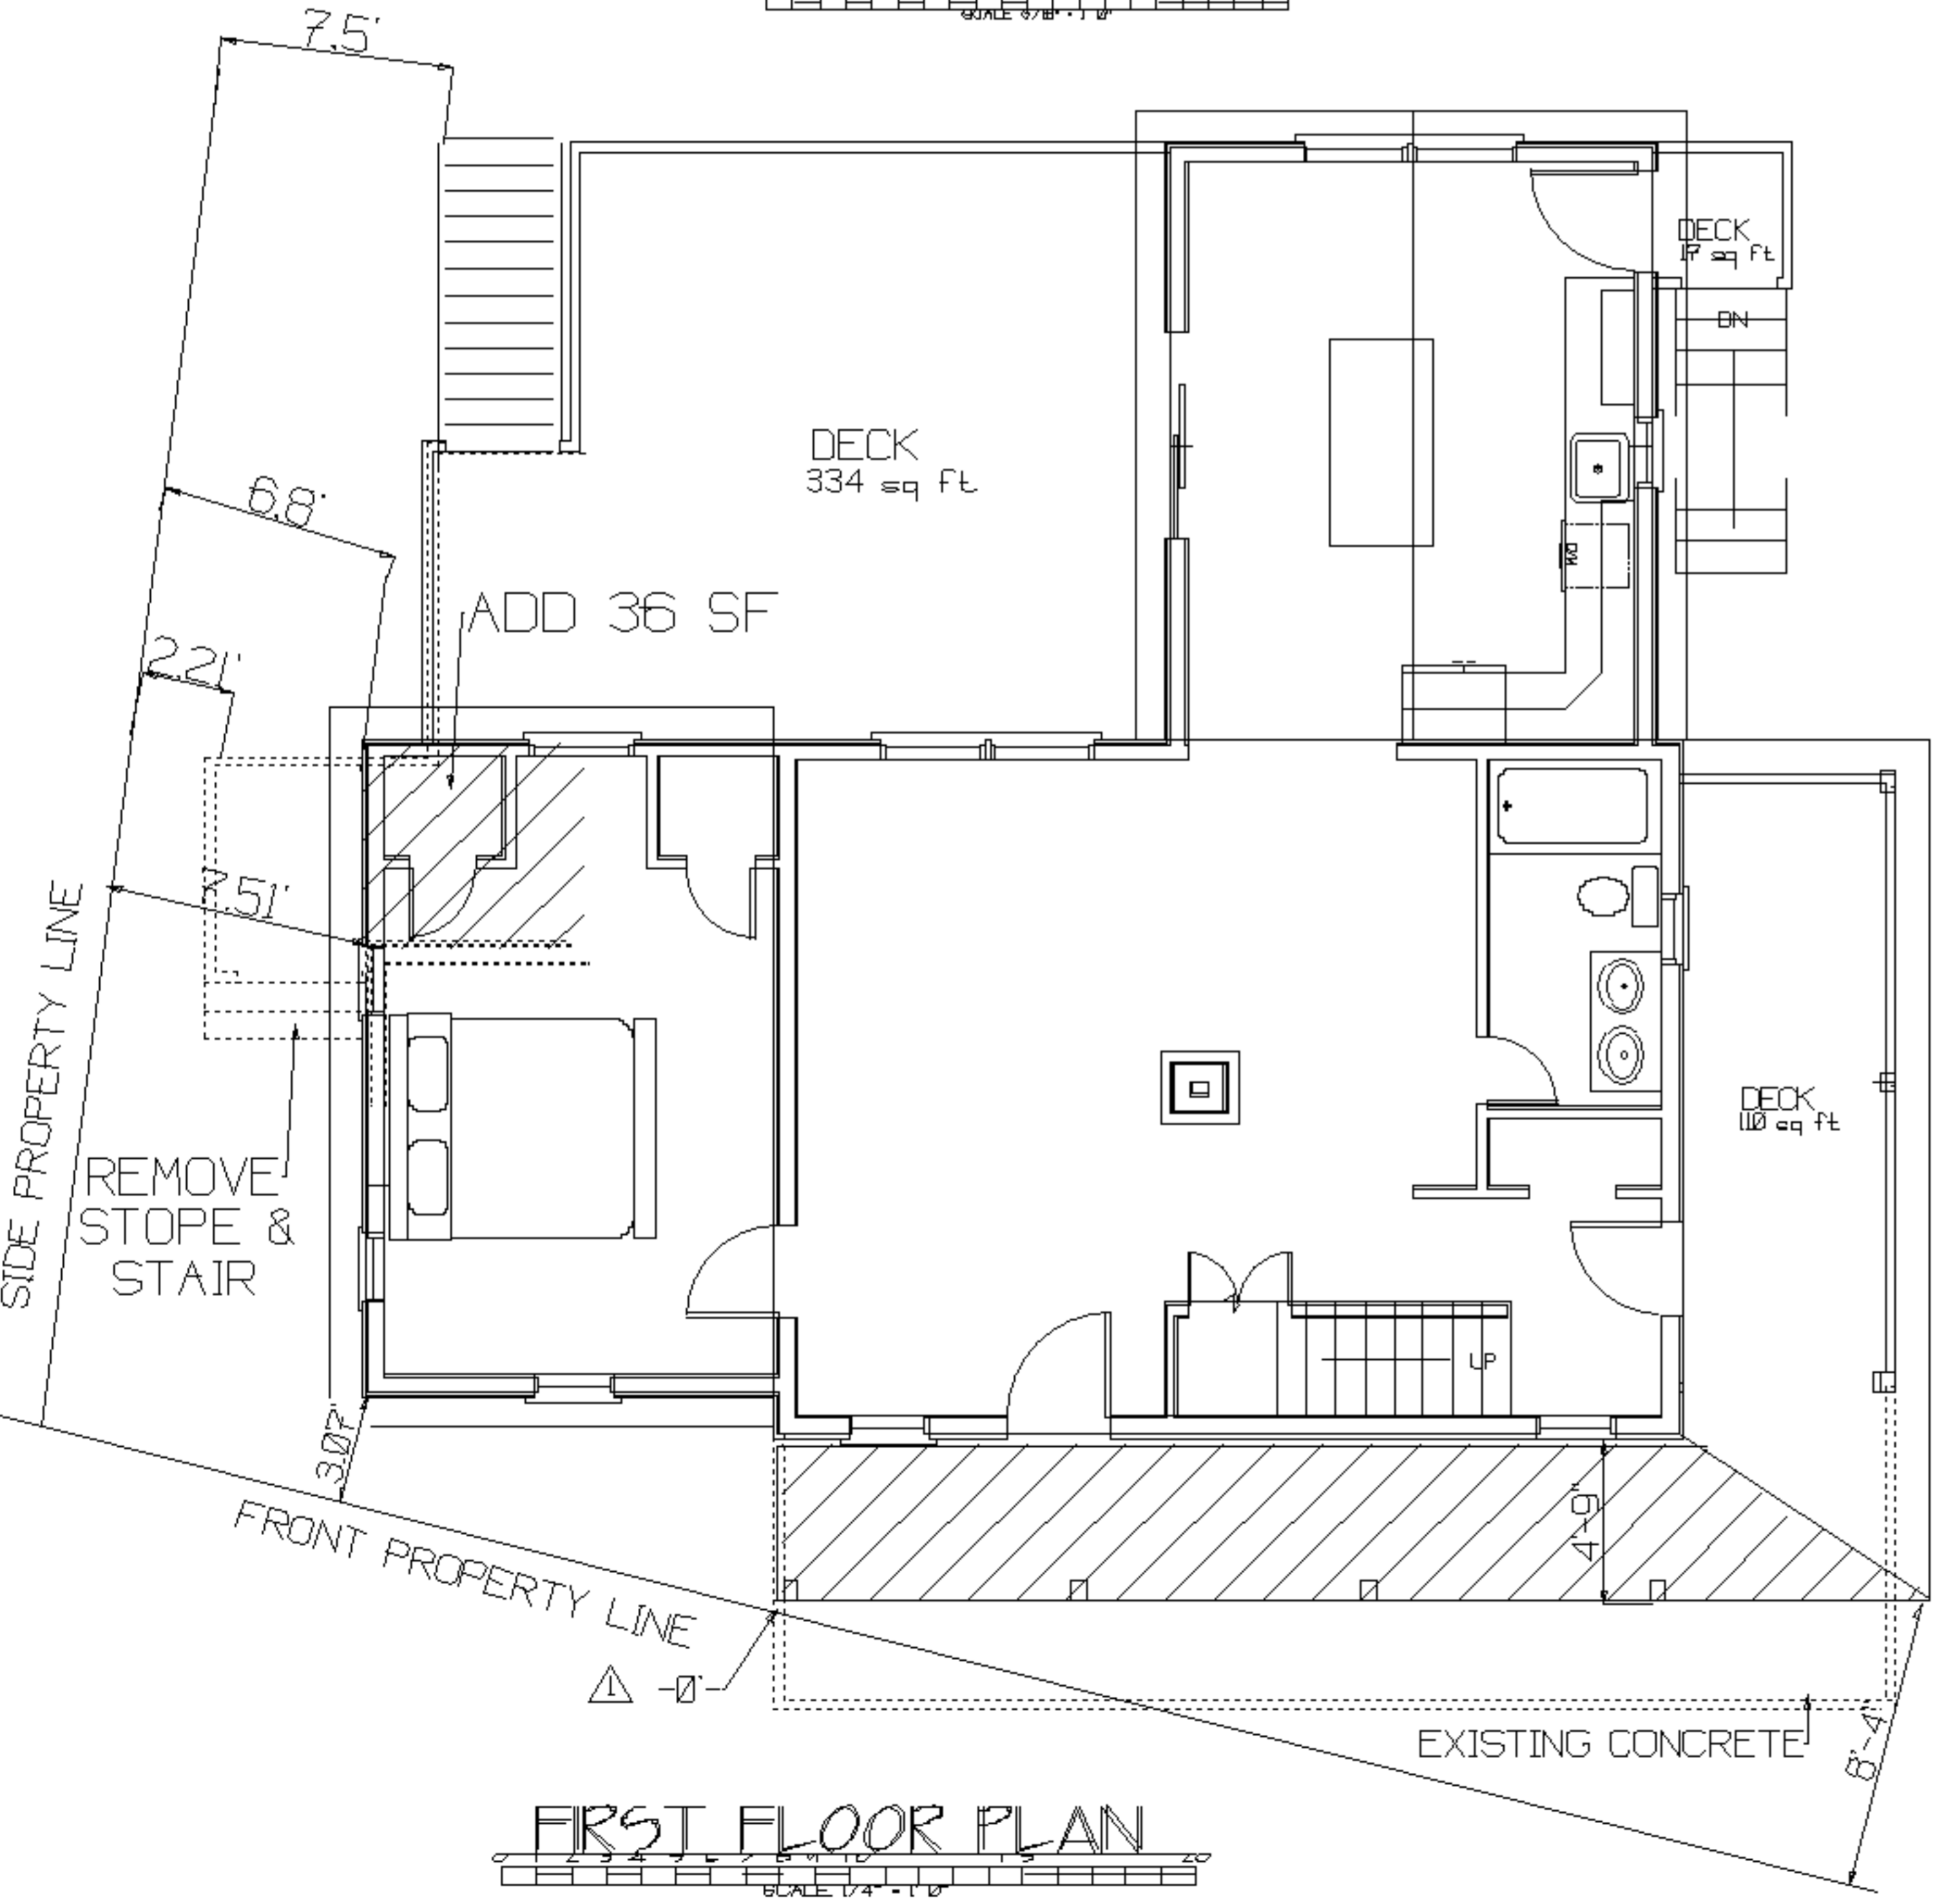 7.5'
DECK
17 sq ft
DN
DECK
334 sq ft
6.8'
ADD 36 SF
2.21'
DW
7.51'
SIDE PROPERTY LINE
DECK
110 sq ft
REMOVE
STOPE &
STAIR
UP
3.07'
4'-9"
FRONT PROPERTY LINE
1 -0'-
EXISTING CONCRETE
FIRST FLOOR PLAN
SCALE 1/4" = 1'0"